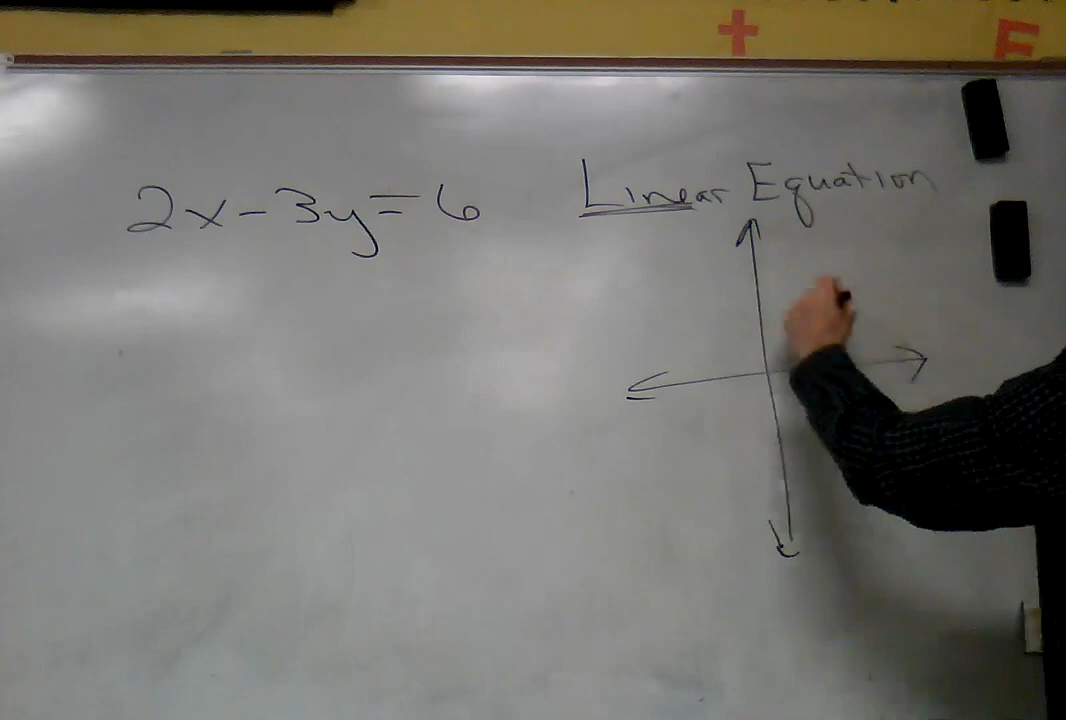 + E
2x - 3y = 6
Linear Equation